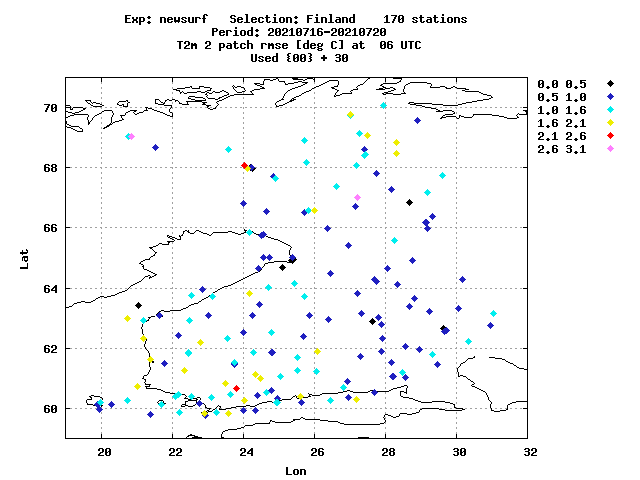 Exp: newsurf   Selection: Finland    170 stations
Period: 20210716-20210720
T2m 2 patch rmse [deg C] at  06 UTC
Used {00} + 30
0.0 0.5
0.5 1.0
1.0 1.6
1.6 2.1
2.1 2.6
2.6 3.1
70
68
66
64
62
60
Lat
20 22 24 26 28 30 32
Lon